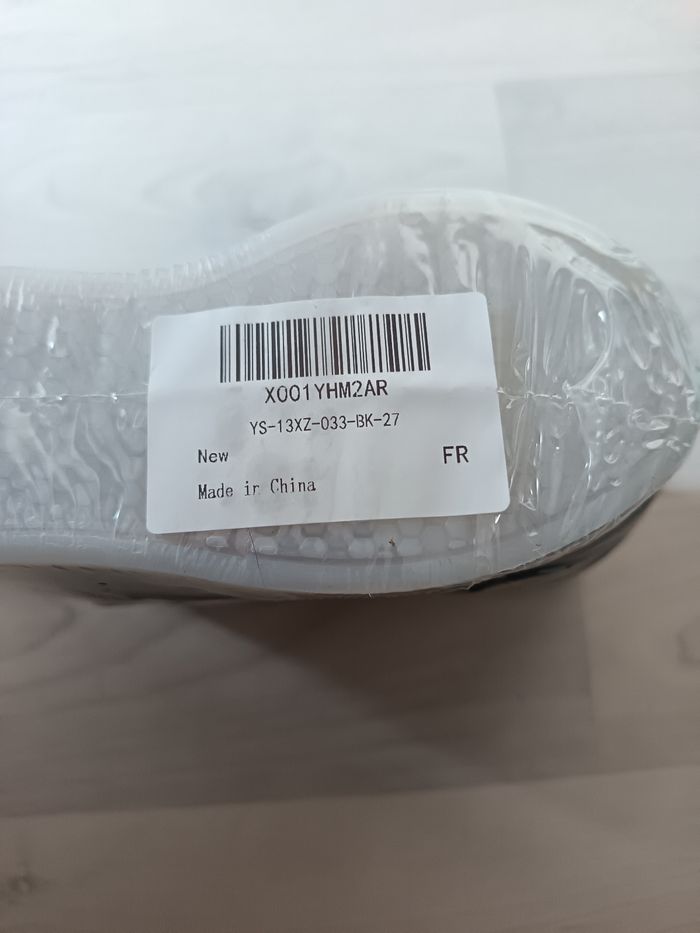 X001YHM2AR
YS-13XZ-033-BK-27
New
FR
Made in China